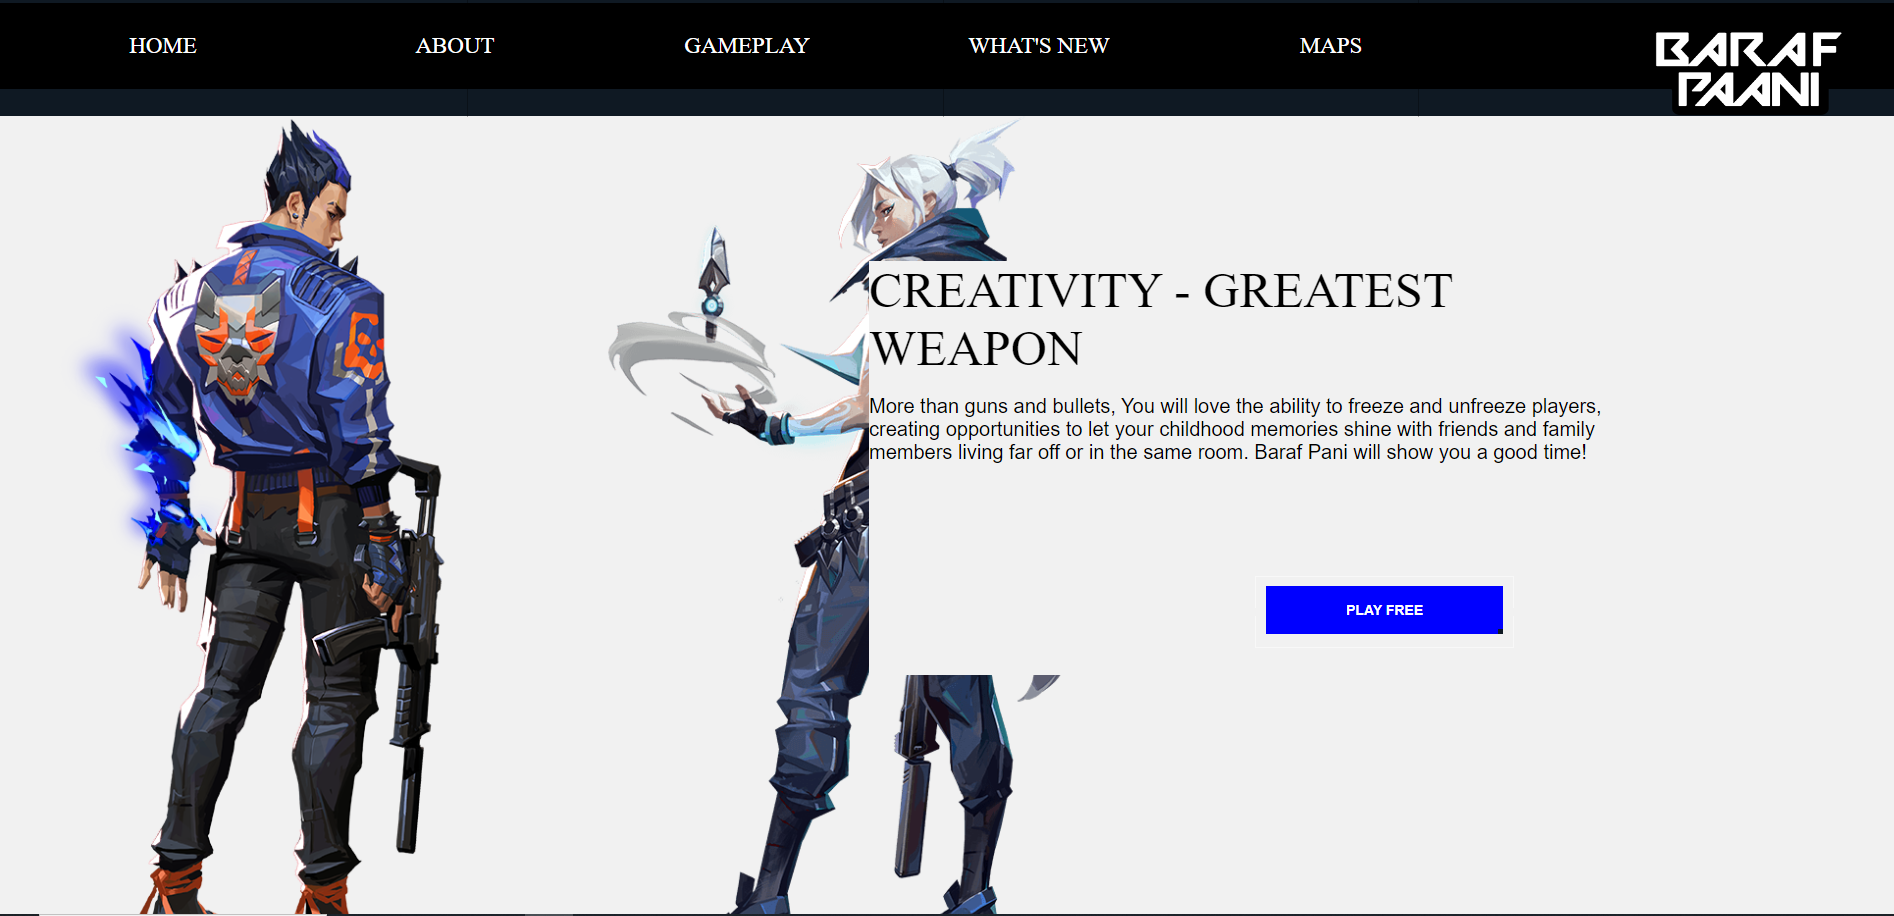 HOME ABOUT GAMEPLAY WHAT'S NEW MAPS
BARAF
PAANI
CREATIVITY - GREATEST
WEAPON
More than guns and bullets, You will love the ability to freeze and unfreeze players,
creating opportunities to let your childhood memories shine with friends and family
members living far off or in the same room. Baraf Pani will show you a good time!
PLAY FREE